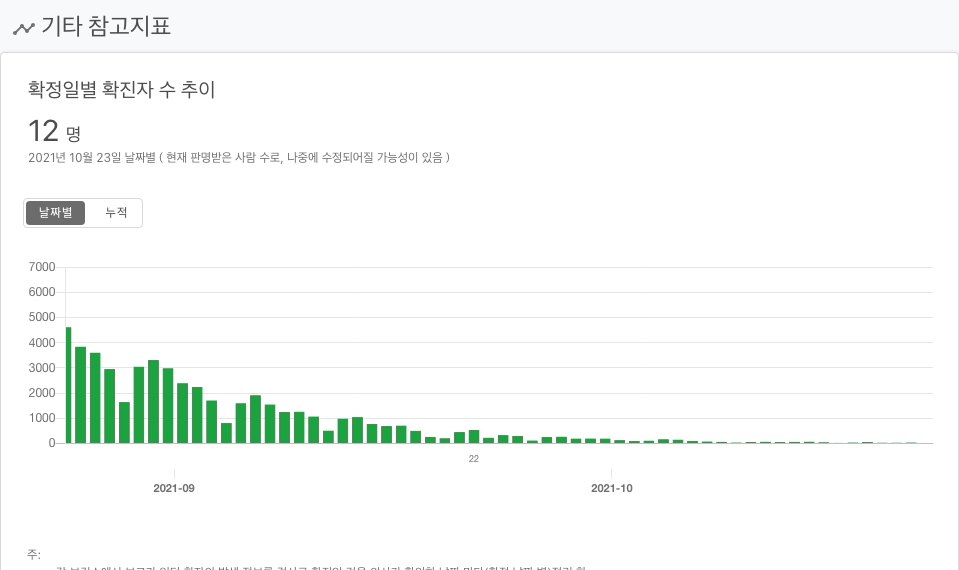 기타 참고지표
확정일별 확진자 수 추이
12 명
2021년 10월 23일 날짜별 ( 현재 판명받은 사람 수로, 나중에 수정되어질 가능성이 있음 )
날짜별 누적
7000
6000
5000
4000
3000
2000
1000
0
22
2021-09 2021-10
주: